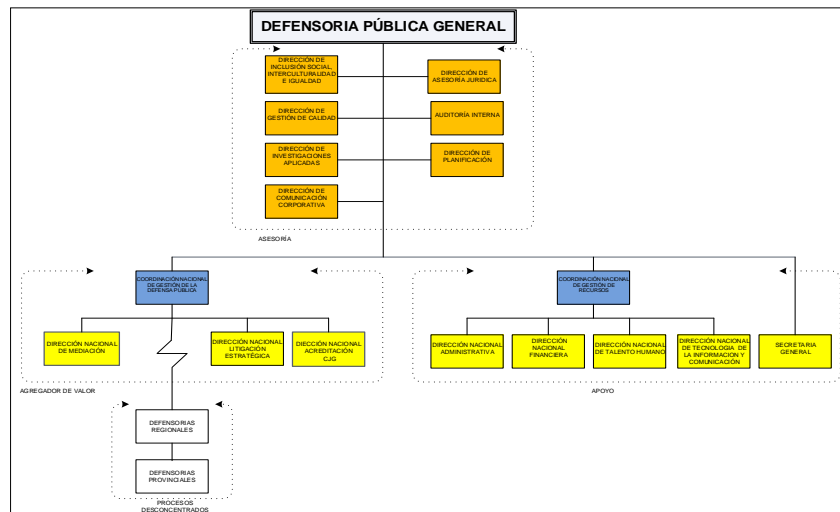 DEFENSORIA PÚBLICA GENERAL
DIRECCIÓN DE
INCLUSIÓN SOCIAL,
INTERCULTURALIDAD
E IGUALDAD
DIRECCIÓN DE
ASESORÍA JURIDICA
DIRECCIÓN DE
GESTIÓN DE CALIDAD
AUDITORÍA INTERNA
DIRECCIÓN DE
INVESTIGACIONES
APLICADAS
DIRECCIÓN DE
PLANIFICACIÓN
DIRECCIÓN DE
COMUNICACIÓN
CORPORATIVA
ASESORÍA
COORDINACIÓN NACIONAL
DE GESTIÓN DE LA
DEFENSA PÚBLICA
COORDINACIÓN NACIONAL
DE GESTIÓN DE
RECURSOS
DIRECCIÓN NACIONAL
DE MEDIACIÓN
DIRECCIÓN NACIONAL
LITIGACIÓN
ESTRATÉGICA
DIECCIÓN NACIONAL
ACREDITACIÓN
CJG
DIRECCIÓN NACIONAL
ADMINISTRATIVA
DIRECCIÓN
NACIONAL
FINANCIERA
DIRECCIÓN NACIONAL
DE TALENTO HUMANO
DIRECCIÓN NACIONAL
DE TECNOLOGIA DE
LA INFORMACION Y
COMUNICACIÓN
SECRETARIA
GENERAL
AGREGADOR DE VALOR
APOYO
DEFENSORIAS
REGIONALES
DEFENSORIAS
PROVINCIALES
PROCESOS
DESCONCENTRADOS